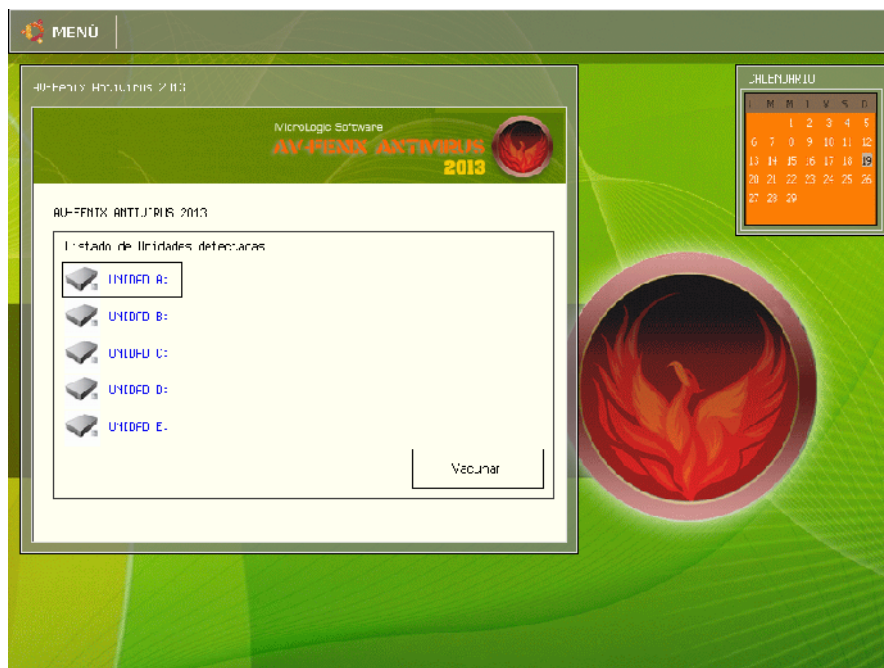 MENÙ
AV-Fenix Antivirus 2013
MicroLogic Software
AV-FENIX ANTIVIRUS
2013
AV-FENIX ANTIVIRUS 2013
Listado de Unidades detectadas
UNIDAD A:
UNIDAD B:
UNIDAD C:
UNIDAD D:
UNIDAD E:
Vacunar
CALENDARIO
L M M J V S D
1 2 3 4 5
6 7 8 9 10 11 12
13 14 15 16 17 18 19
20 21 22 23 24 25 26
27 28 29